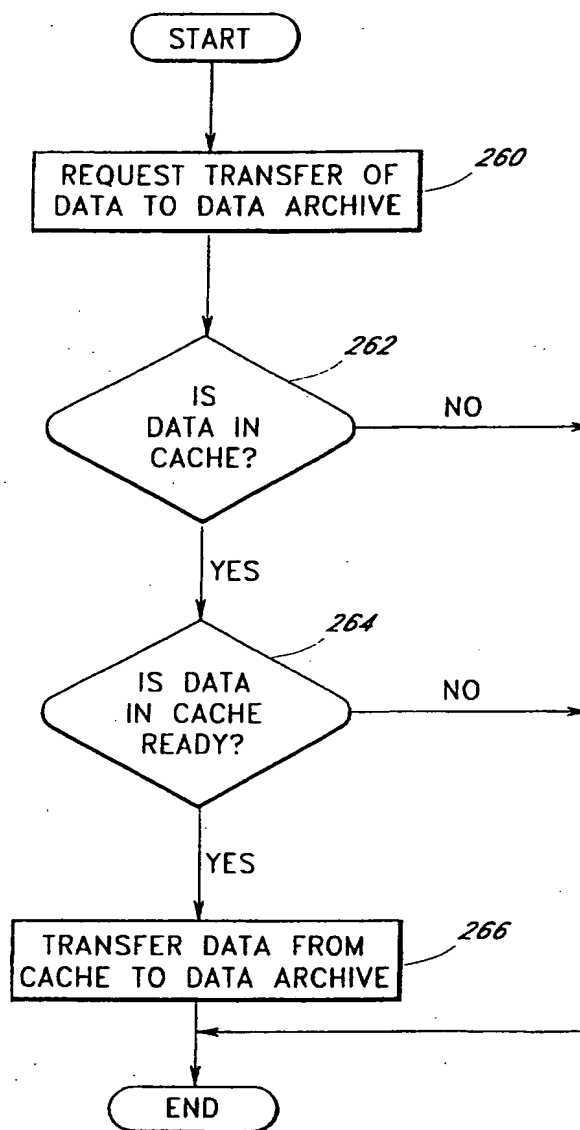 START
REQUEST TRANSFER OF
DATA TO DATA ARCHIVE
260
262
IS
DATA IN
CACHE?
NO
YES
264
IS DATA
IN CACHE
READY?
NO
YES
TRANSFER DATA FROM
CACHE TO DATA ARCHIVE
266
END